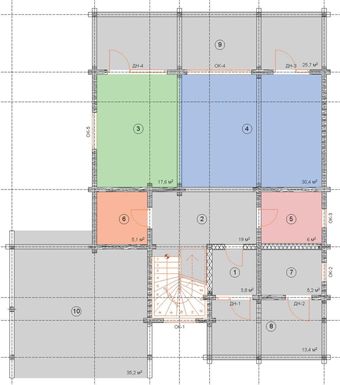 9
ДН-4
ОК-4
ДН-3
28,7 м²
ОК-5
3
4
17,8 м²
30,4 м²
6
2
5
ОК-3
5,1 м²
19 м²
6 м²
1
7
ОК-2
3,8 м²
5,2 м²
10
ДН-1
ДН-2
ОК-1
8
13,4 м²
35,2 м²